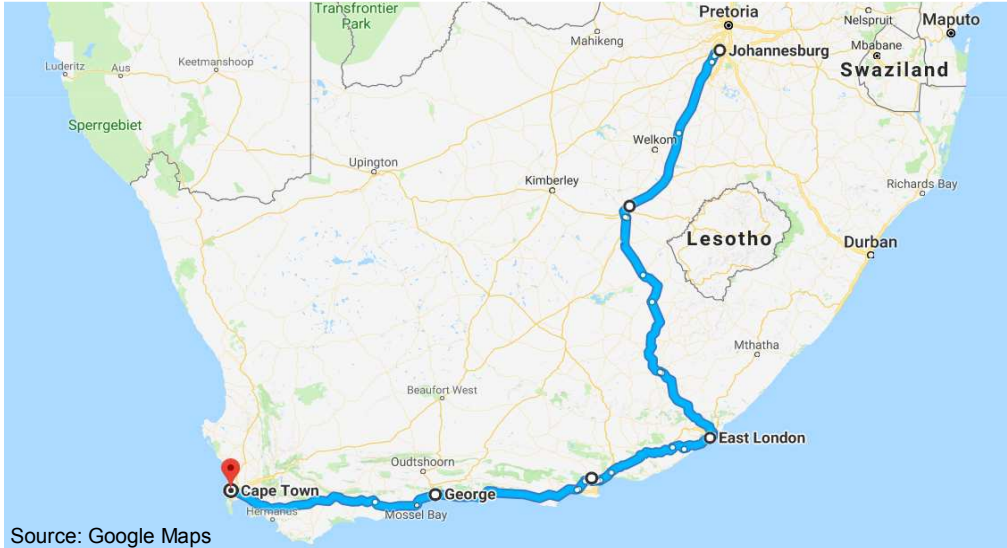 Transfrontier
Park
Pretoria
Nelspruit
Maputo
Mahikeng
Johannesburg
Mbabane
Swaziland
Luderitz
Aus
Keetmanshoop
Sperrgebiet
Welkom
Upington
Kimberley
Richards Bay
Lesotho
Durban
Mthatha
Beaufort West
East London
Oudtshoorn
Cape Town
George
Hermanus
Mossel Bay
Source: Google Maps